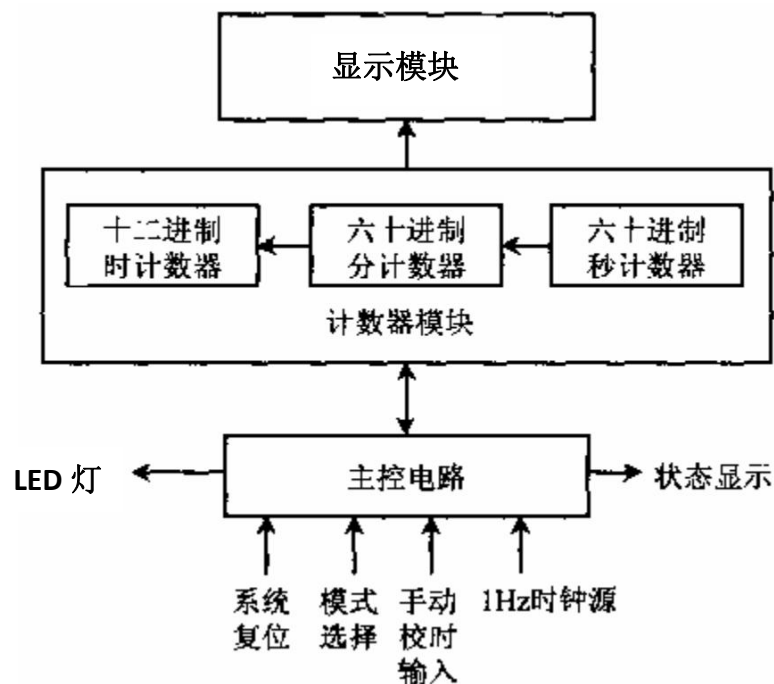 显示模块
十二进制
时计数器
六十进制
分计数器
六十进制
秒计数器
计数器模块
LED 灯
主控电路
状态显示
系统
复位
模式
选择
手动
校时
输入
1Hz时钟源